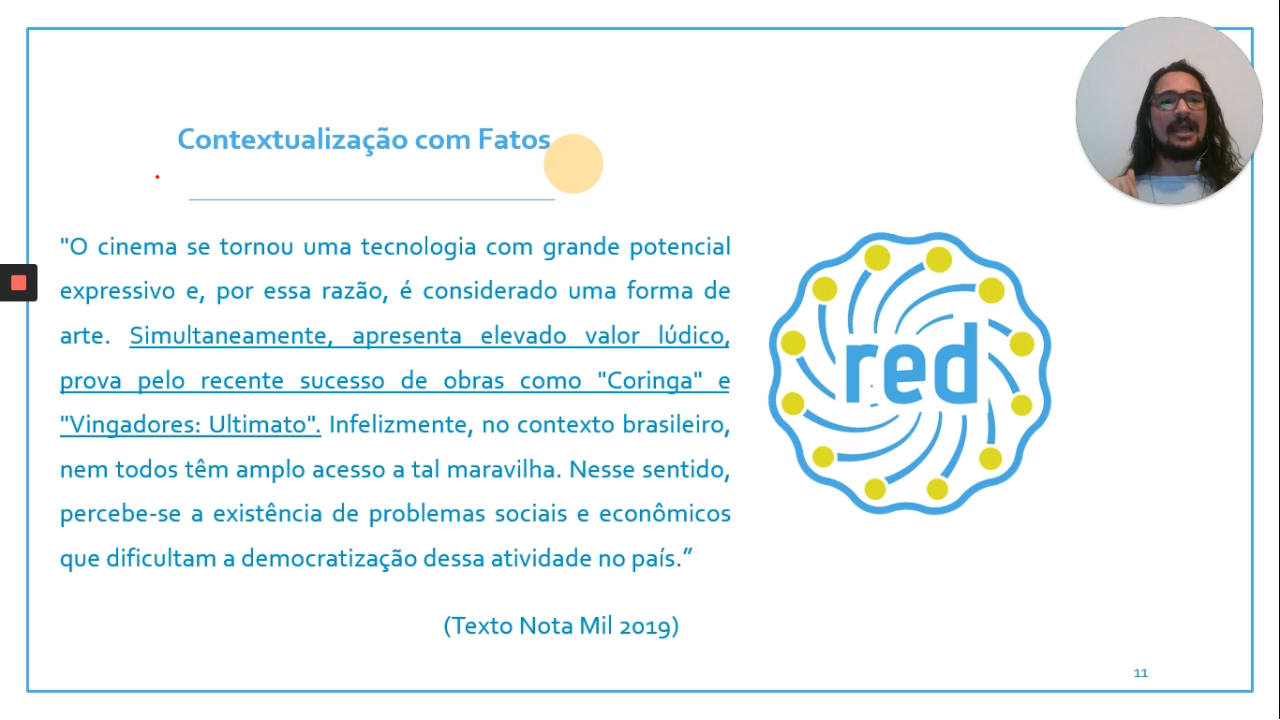 Contextualização com Fatos
"O cinema se tornou uma tecnologia com grande potencial
expressivo e, por essa razão, é considerado uma forma de
arte. Simultaneamente, apresenta elevado valor lúdico,
prova pelo recente sucesso de obras como "Coringa" e
"Vingadores: Ultimato". Infelizmente, no contexto brasileiro,
nem todos têm amplo acesso a tal maravilha. Nesse sentido,
percebe-se a existência de problemas sociais e econômicos
que dificultam a democratização dessa atividade no país.”
(Texto Nota Mil 2019)
red
11